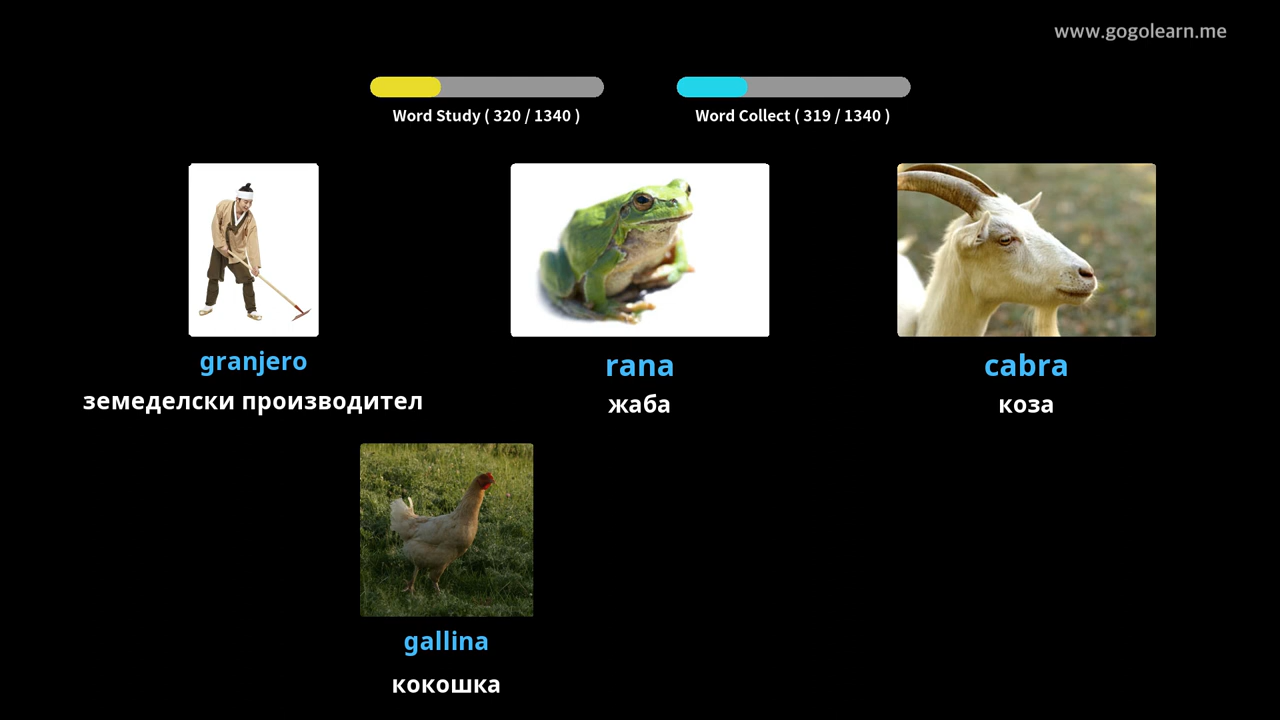 www.gogolearn.me
Word Study ( 320 / 1340 )
Word Collect ( 319 / 1340 )
granjero
земеделски производител
rana
жаба
cabra
коза
gallina
кокошка